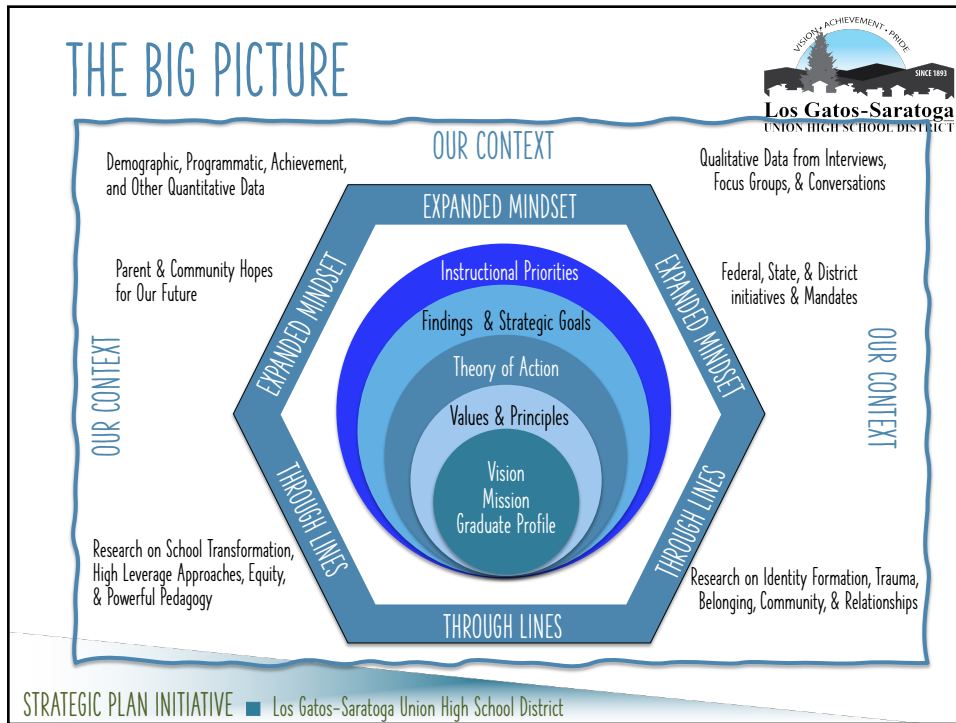 THE BIG PICTURE
VISION • ACHIEVEMENT • PRIDE
SINCE 1893
Los Gatos-Saratoga
UNION HIGH SCHOOL DISTRICT
OUR CONTEXT
Demographic, Programmatic, Achievement,
and Other Quantitative Data
Qualitative Data from Interviews,
Focus Groups, & Conversations
EXPANDED MINDSET
Parent & Community Hopes
for Our Future
EXPANDED MINDSET
Instructional Priorities
EXPANDED MINDSET
Federal, State, & District
initiatives & Mandates
Findings & Strategic Goals
Theory of Action
Values & Principles
OUR CONTEXT
OUR CONTEXT
Vision
Mission
Graduate Profile
THROUGH LINES
THROUGH LINES
Research on School Transformation,
High Leverage Approaches, Equity,
& Powerful Pedagogy
Research on Identity Formation, Trauma,
Belonging, Community, & Relationships
THROUGH LINES
STRATEGIC PLAN INITIATIVE ■ Los Gatos-Saratoga Union High School District